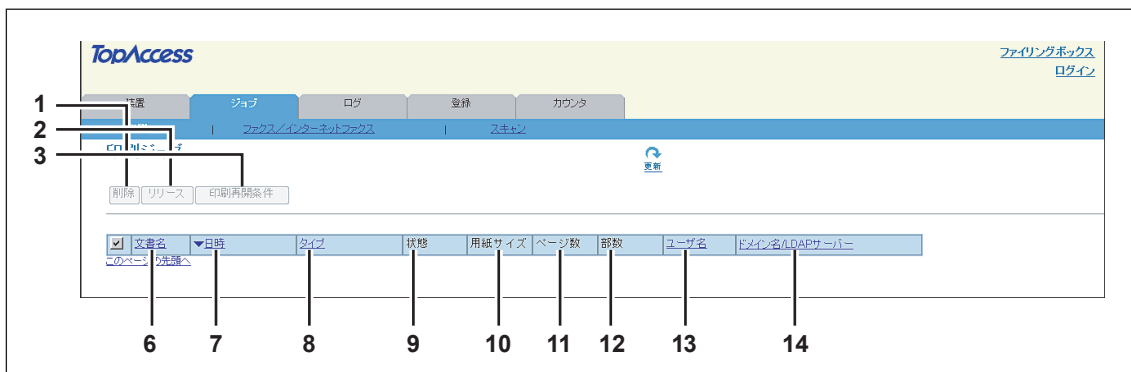 TopAccess
ファイリングボックス
ログイン
1
2
3
ジョブ ログ 登録 カウンタ
| ファクス/インターネットファクス | スキャン
更新
削除 リリース 印刷再開条件
文書名 ▼日時 タイプ 状態 用紙サイズ ページ数 部数 ユーザ名 ドメイン名/LDAPサーバー
このページの先頭へ
6 7 8 9 10 11 12 13 14